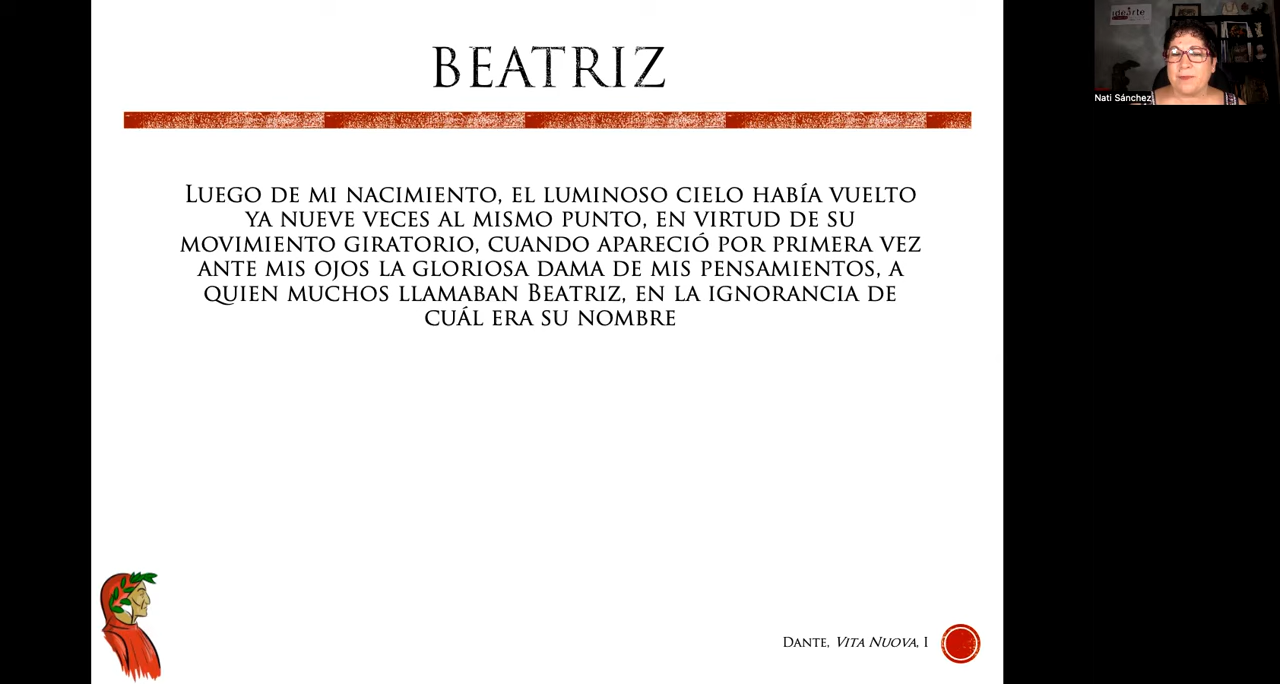 BEATRIZ
Luego de mi nacimiento, el luminoso cielo había vuelto
ya nueve veces al mismo punto, en virtud de su
movimiento giratorio, cuando apareció por primera vez
ante mis ojos la gloriosa dama de mis pensamientos, a
quien muchos llamaban Beatriz, en la ignorancia de
cuál era su nombre
Dante, Vita Nuova, I
idearte
Nati Sánchez